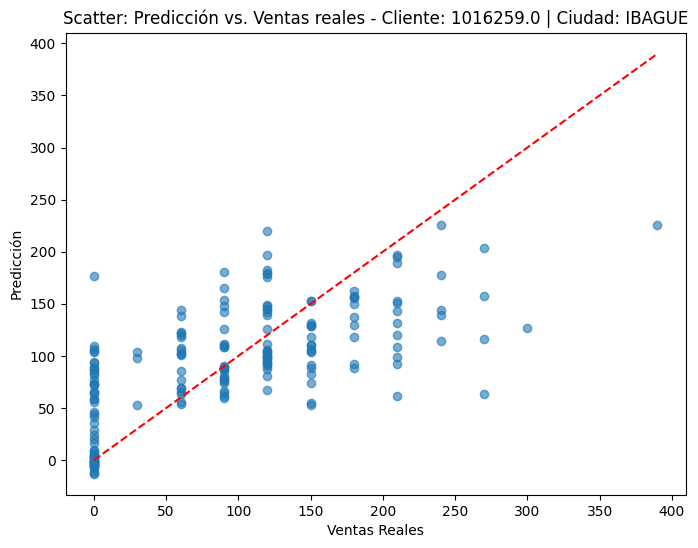 Scatter: Predicción vs. Ventas reales - Cliente: 1016259.0 | Ciudad: IBAGUE
400
350
300
250
200
150
100
50
0
Predicción
0 50 100 150 200 250 300 350 400
Ventas Reales